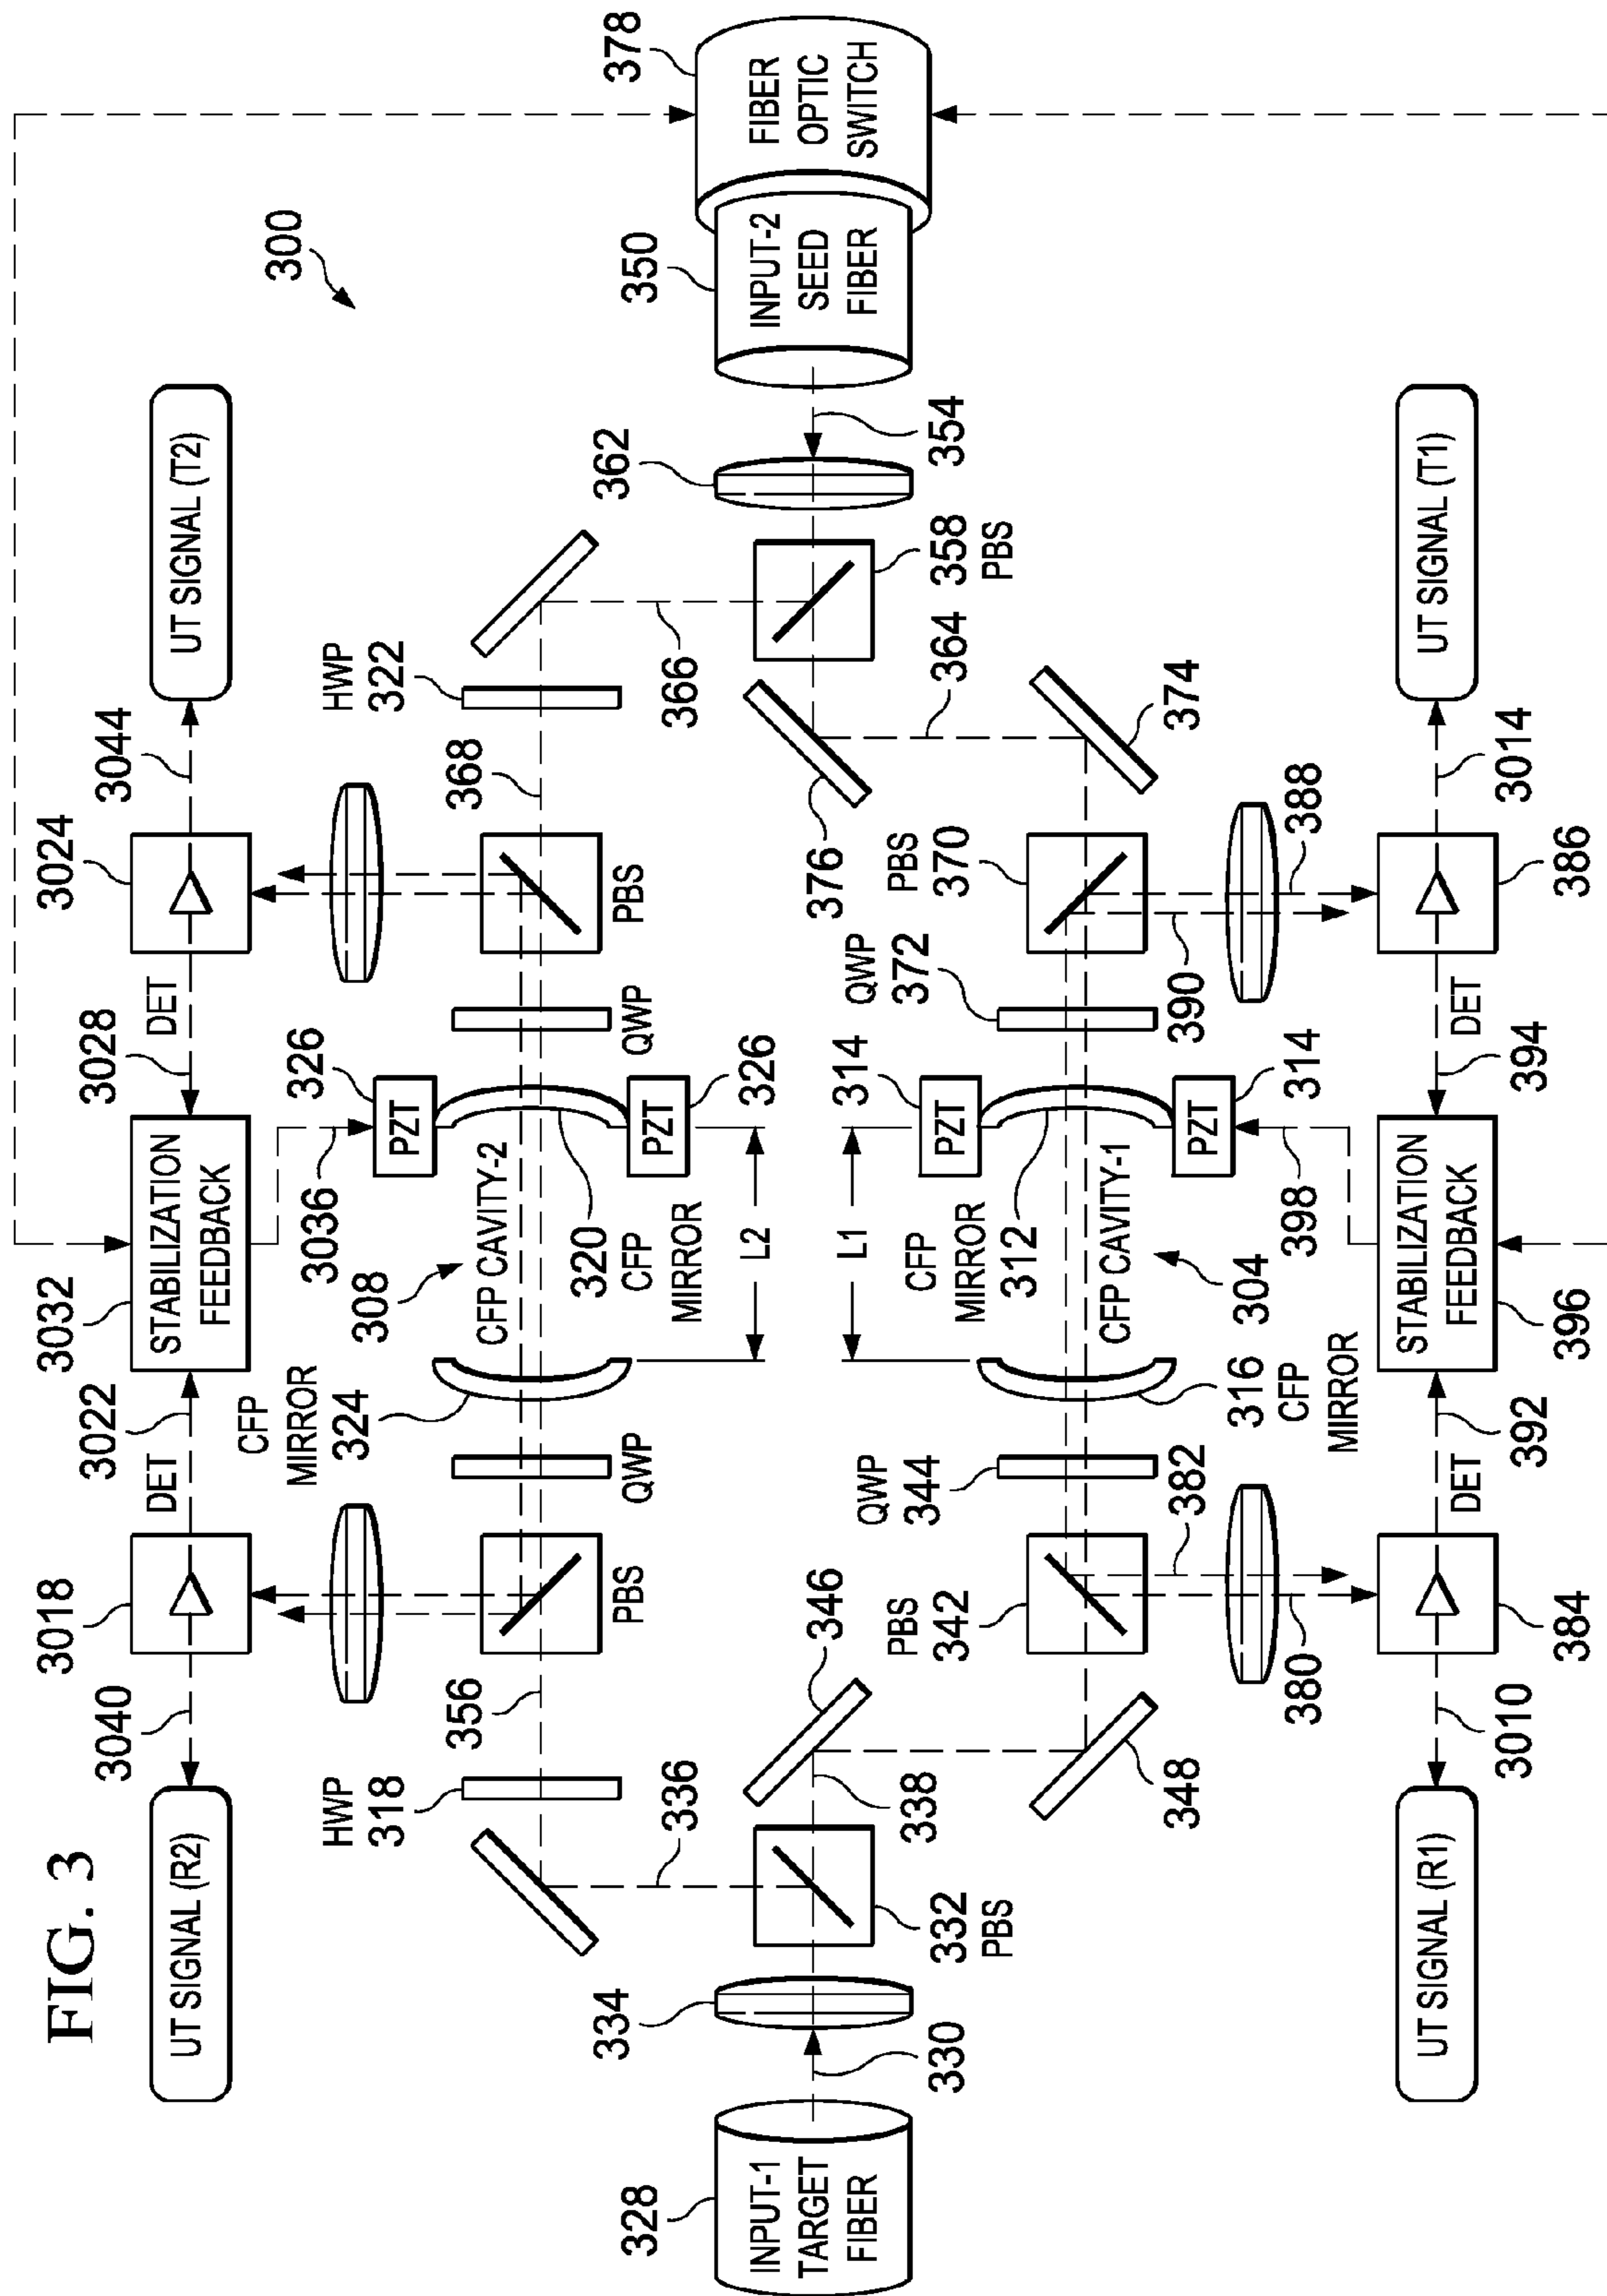 FIG. 3
300
UT SIGNAL (R2)
3040
3018
DET
3022
3032
STABILIZATION
FEEDBACK
3028
DET
3024
3044
UT SIGNAL (T2)
HWP
318
356
PBS
QWP
CFP
MIRROR
324
308
CFP CAVITY-2
3036
326
PZT
320
CFP
MIRROR
PZT
326
L2
QWP
PBS
368
HWP
322
328
INPUT-1
TARGET
FIBER
330
334
332
PBS
336
338
346
348
366
364
376
374
358
PBS
362
354
350
INPUT-2
SEED
FIBER
378
FIBER
OPTIC
SWITCH
PBS
342
QWP
344
L1
CFP
MIRROR
312
314
PZT
CFP CAVITY-1
304
316
CFP
MIRROR
PZT
314
398
QWP
372
PBS
370
382
380
390
388
UT SIGNAL (R1)
3010
384
DET
392
STABILIZATION
FEEDBACK
396
394
DET
386
3014
UT SIGNAL (T1)